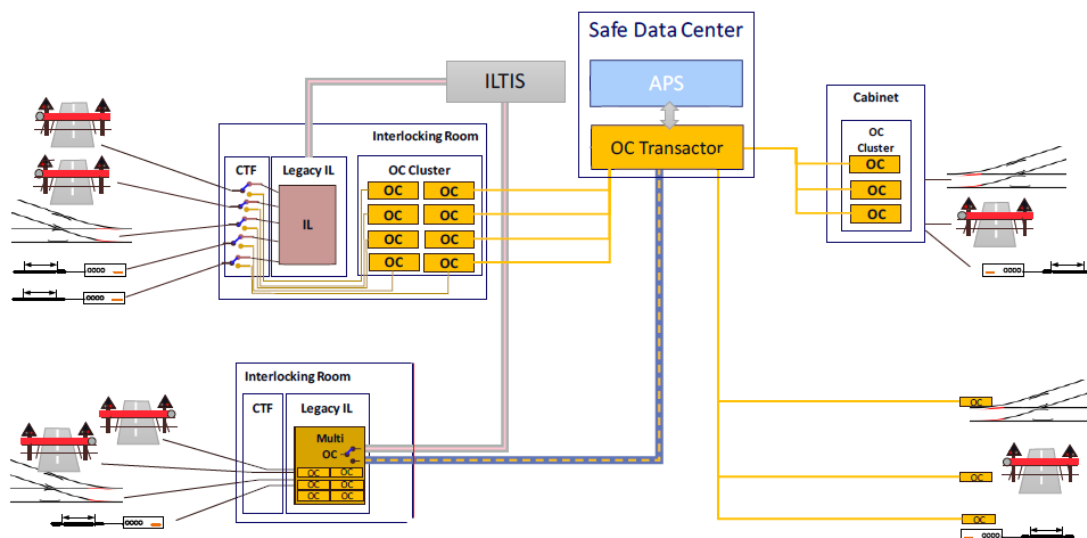 Safe Data Center
APS
OC Transactor
ILTIS
Interlocking Room
CTF
Legacy IL
OC Cluster
IL
OC
OC
OC
OC
OC
OC
OC
OC
Cabinet
OC
Cluster
OC
OC
OC
Interlocking Room
CTF
Legacy IL
Multi
OC
OC
OC
OC
OC
OC
OC
OC
OC
OC